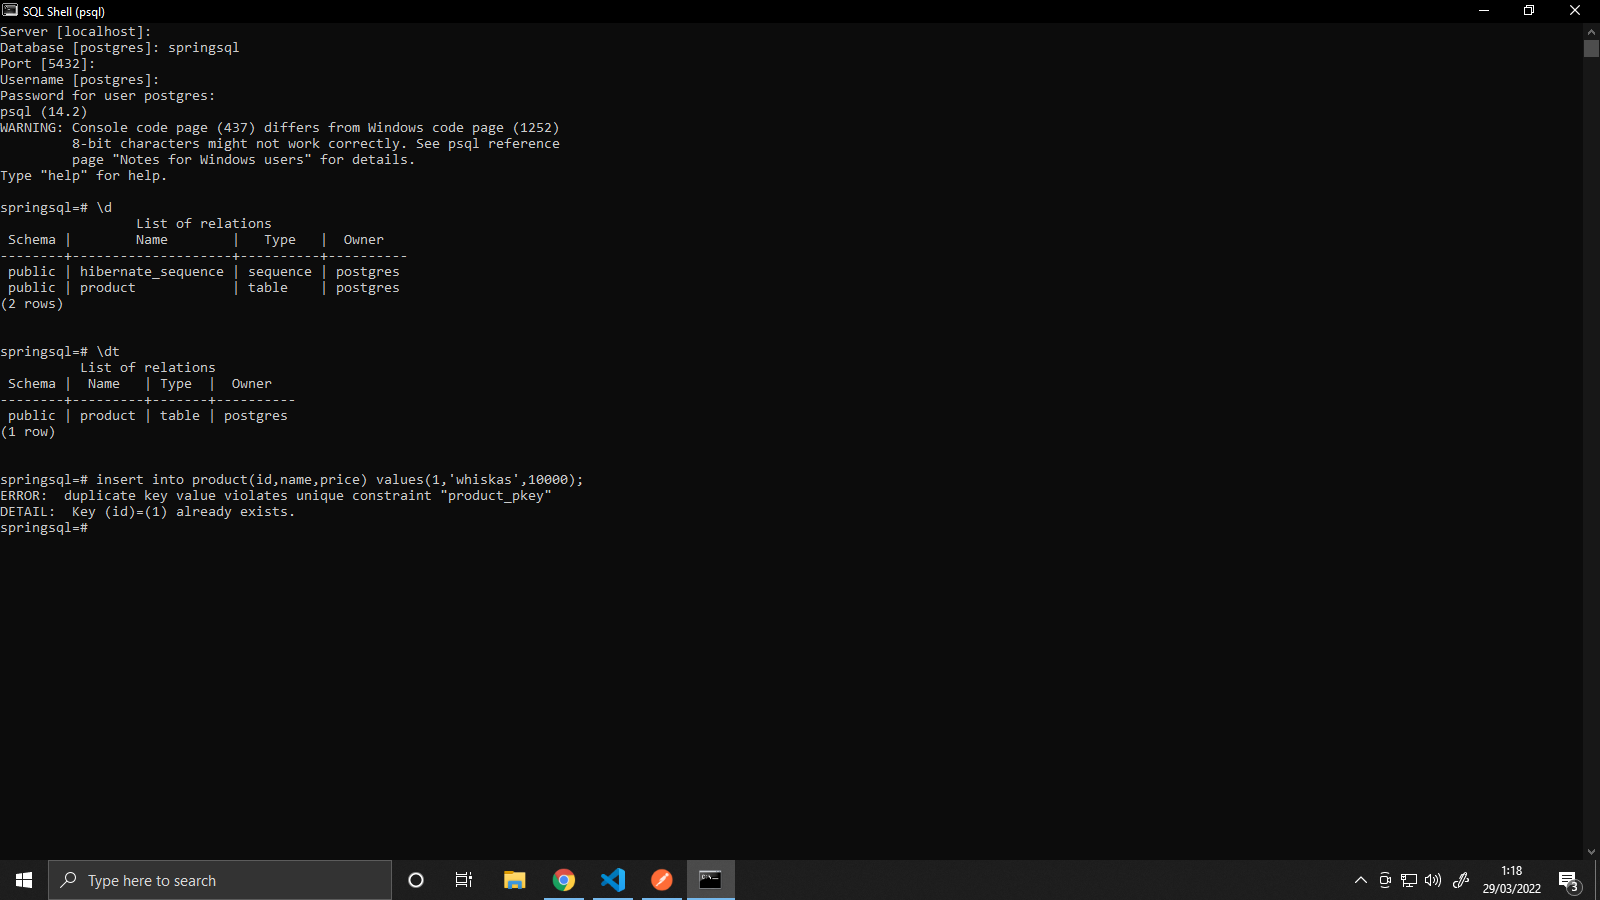 SQL Shell (psql)
Server [localhost]:
Database [postgres]: springsql
Port [5432]:
Username [postgres]:
Password for user postgres:
psql (14.2)
WARNING: Console code page (437) differs from Windows code page (1252)
         8-bit characters might not work correctly. See psql reference
         page "Notes for Windows users" for details.
Type "help" for help.
springsql=# \d
                 List of relations
 Schema |        Name        |   Type   |  Owner
--------+--------------------+----------+----------
 public | hibernate_sequence | sequence | postgres
 public | product            | table    | postgres
(2 rows)
springsql=# \dt
          List of relations
 Schema |  Name   | Type  |  Owner
--------+---------+-------+----------
 public | product | table | postgres
(1 row)
springsql=# insert into product(id,name,price) values(1,'whiskas',10000);
ERROR:  duplicate key value violates unique constraint "product_pkey"
DETAIL:  Key (id)=(1) already exists.
springsql=#
Type here to search
1:18
29/03/2022
3